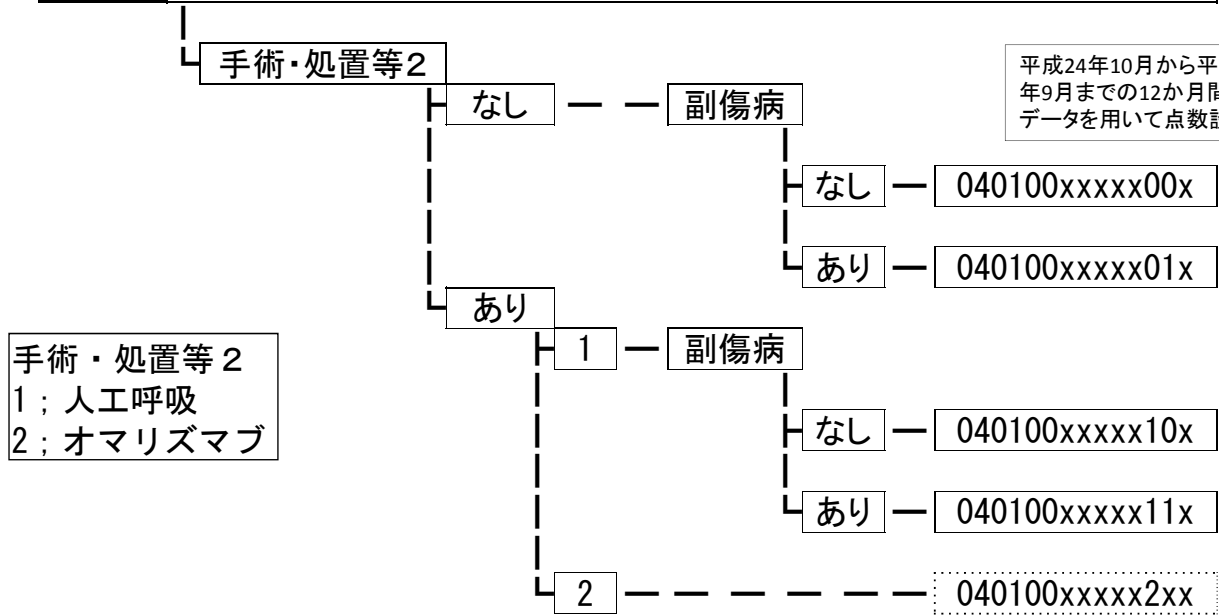 手術・処置等2
平成24年10月から平
年9月までの12か月間
データを用いて点数設
なし
副傷病
なし
040100xxxxx00x
あり
040100xxxxx01x
あり
手術・処置等２
1；人工呼吸
2；オマリズマブ
1
副傷病
なし
040100xxxxx10x
あり
040100xxxxx11x
2
040100xxxxx2xx